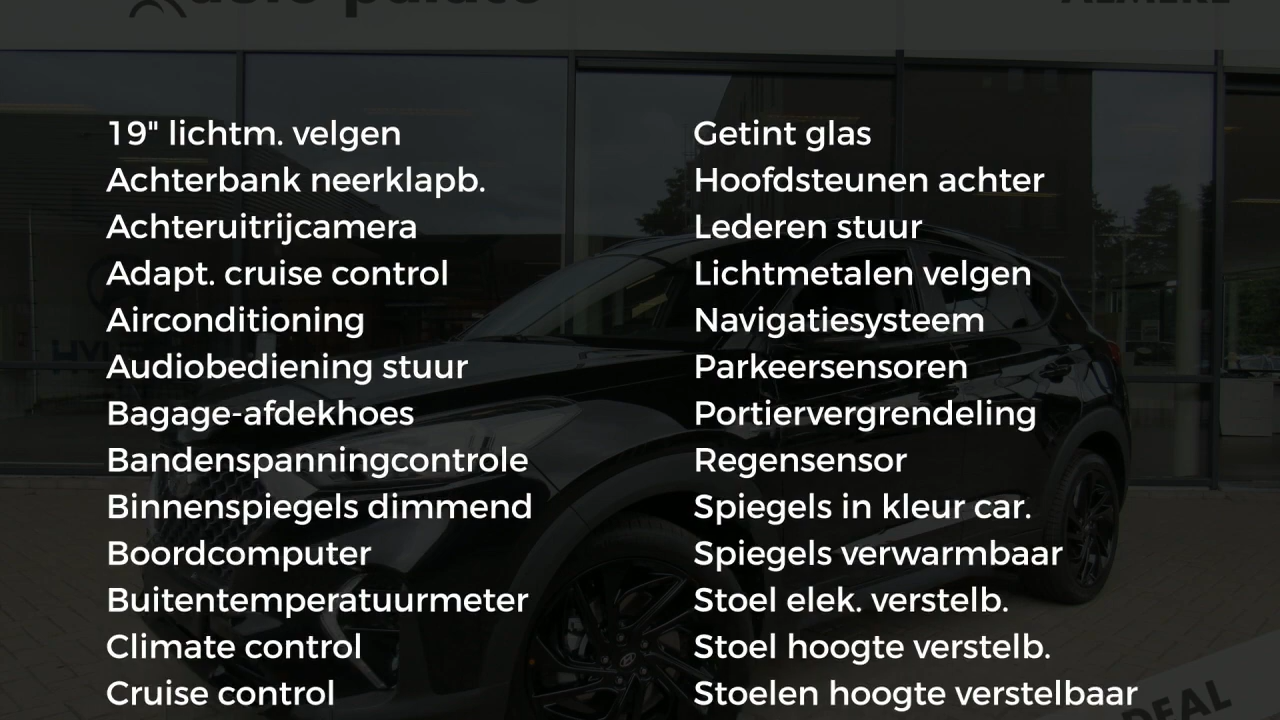 ALMERE
19" lichtm. velgen
Achterbank neerklapb.
Achteruitrijcamera
Adapt. cruise control
Airconditioning
Audiobediening stuur
Bagage-afdekhoes
Bandenspanningcontrole
Binnenspiegels dimmend
Boordcomputer
Buitentemperatuurmeter
Climate control
Cruise control
Getint glas
Hoofdsteunen achter
Lederen stuur
Lichtmetalen velgen
Navigatiesysteem
Parkeersensoren
Portiervergrendeling
Regensensor
Spiegels in kleur car.
Spiegels verwarmbaar
Stoel elek. verstelb.
Stoel hoogte verstelb.
Stoelen hoogte verstelbaar